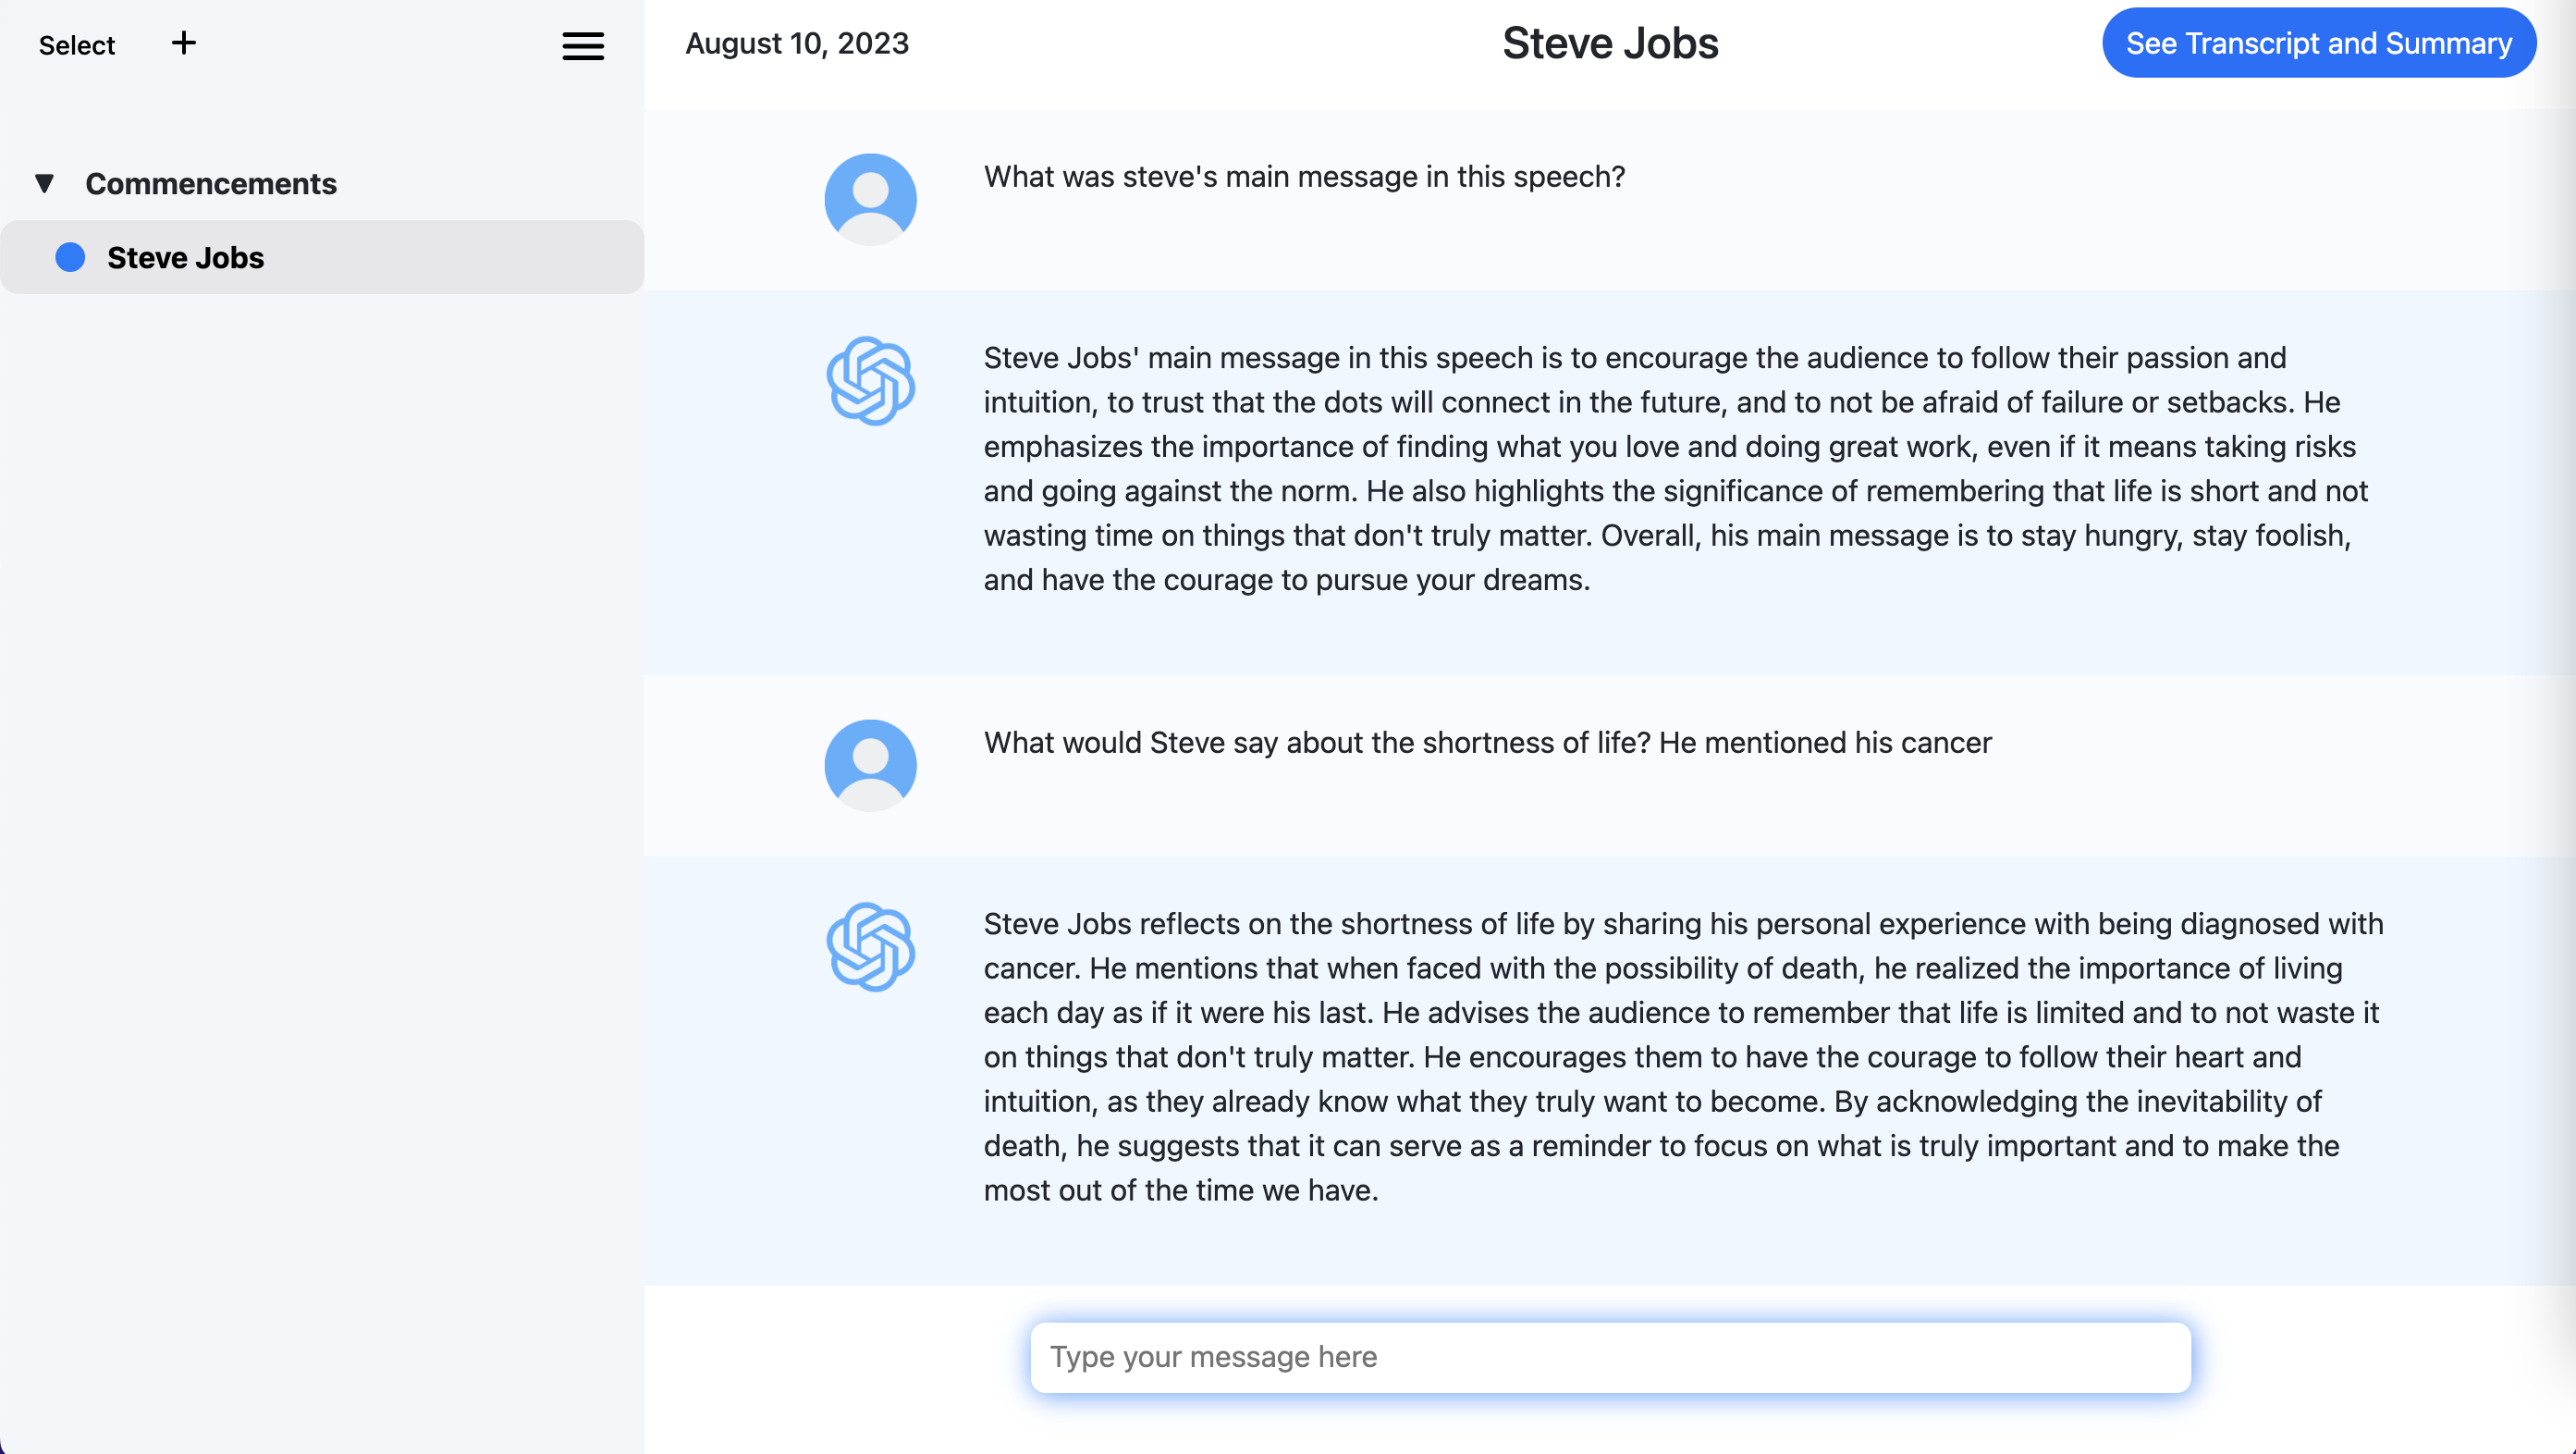 Select +
Commencements
Steve Jobs
August 10, 2023
Steve Jobs
See Transcript and Summary
What was steve's main message in this speech?
Steve Jobs' main message in this speech is to encourage the audience to follow their passion and
intuition, to trust that the dots will connect in the future, and to not be afraid of failure or setbacks. He
emphasizes the importance of finding what you love and doing great work, even if it means taking risks
and going against the norm. He also highlights the significance of remembering that life is short and not
wasting time on things that don't truly matter. Overall, his main message is to stay hungry, stay foolish,
and have the courage to pursue your dreams.
What would Steve say about the shortness of life? He mentioned his cancer
Steve Jobs reflects on the shortness of life by sharing his personal experience with being diagnosed with
cancer. He mentions that when faced with the possibility of death, he realized the importance of living
each day as if it were his last. He advises the audience to remember that life is limited and to not waste it
on things that don't truly matter. He encourages them to have the courage to follow their heart and
intuition, as they already know what they truly want to become. By acknowledging the inevitability of
death, he suggests that it can serve as a reminder to focus on what is truly important and to make the
most out of the time we have.
Type your message here